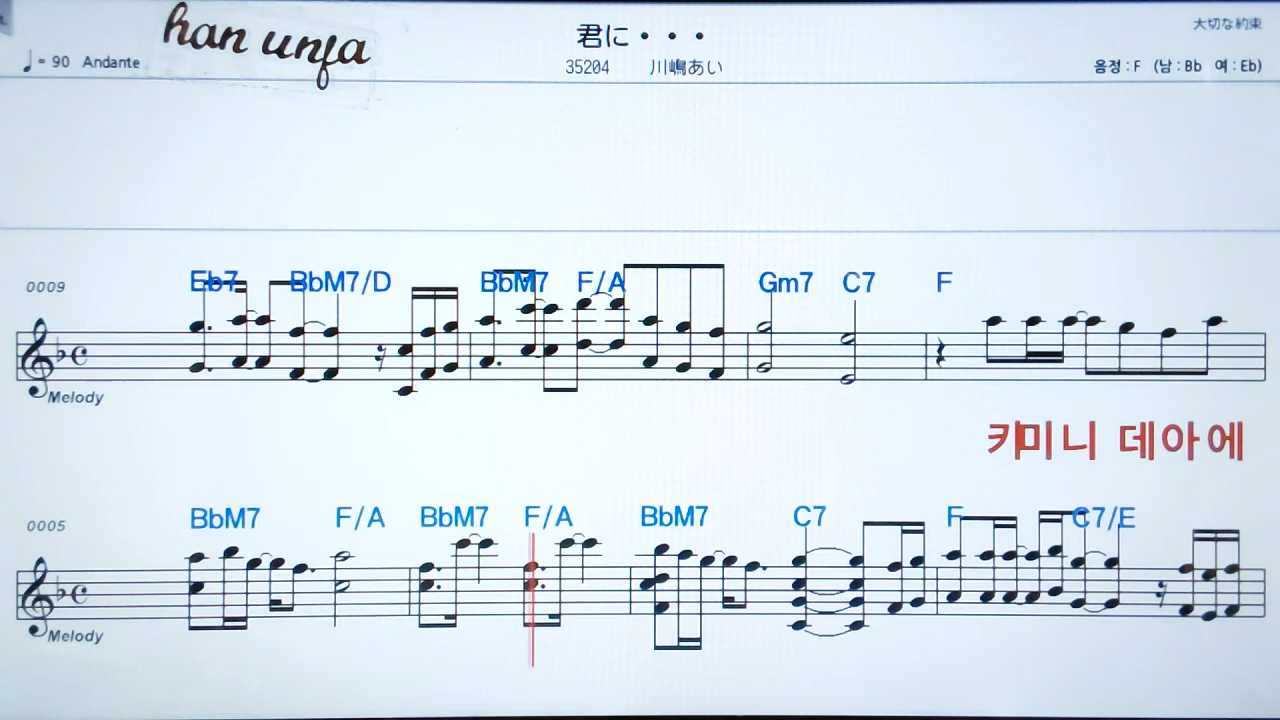 han unfa
君に・・・
大切な約束
♩= 90 Andante
35204 川嶋あい
음정:F (남:Bb 여:Eb)
0009
Eb7 BbM7/D BbM7 F/A Gm7 C7 F
Melody
키미니 데아에
0005
BbM7 F/A BbM7 F/A BbM7 C7 F C7/E
Melody